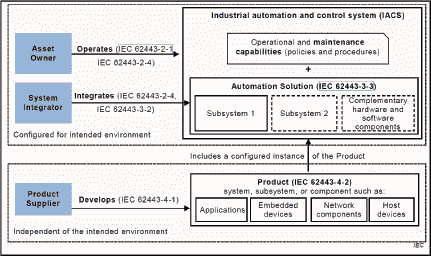 Industrial automation and control system (IACS)
Asset
Owner
Operates (IEC 62443-2-1
IEC 62443-2-4)
Operational and maintenance
capabilities (policies and procedures)
+
System
Integrator
Integrates (IEC 62443-2-4,
IEC 62443-3-2)
Automation Solution (IEC 62443-3-3)
Subsystem 1
Subsystem 2
Complementary
hardware and
software
components
Configured for intended environment
Includes a configured instance of the Product
Product
Supplier
Develops (IEC 62443-4-1)
Product (IEC 62443-4-2)
system, subsystem, or component such as:
Applications
Embedded
devices
Network
components
Host
devices
Independent of the intended environment
IEC